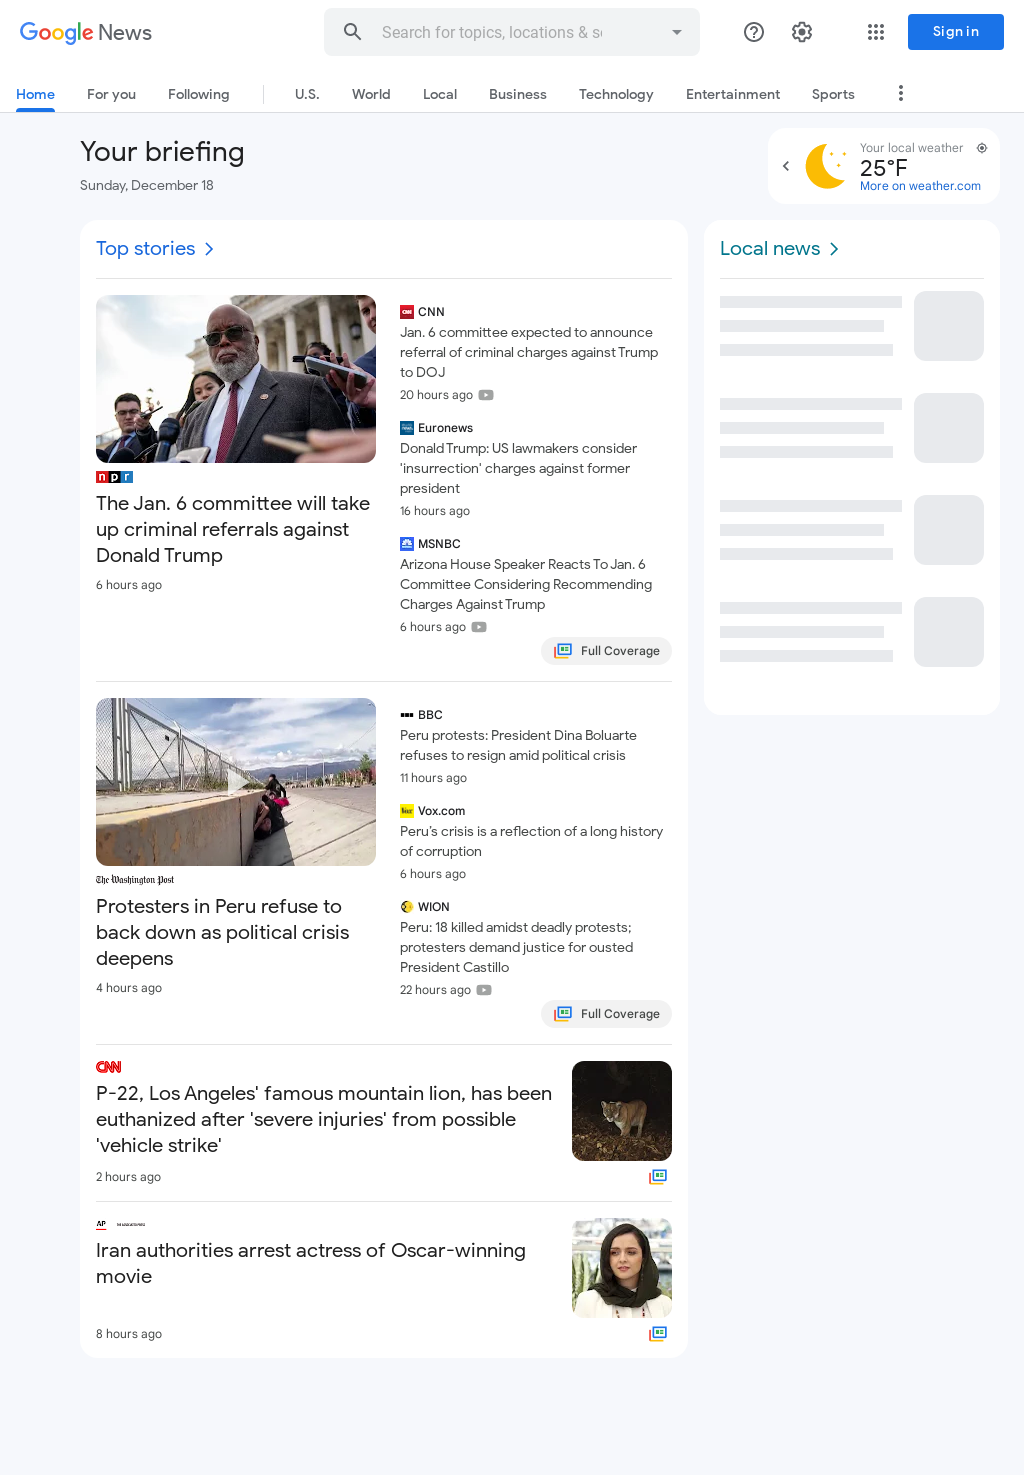 Google News
Search for topics, locations & so
Sign in
Home
For you
Following
U.S.
World
Local
Business
Technology
Entertainment
Sports
Your briefing
Sunday, December 18
Your local weather
25°F
More on weather.com
Top stories
npr
The Jan. 6 committee will take
up criminal referrals against
Donald Trump
6 hours ago
CNN
Jan. 6 committee expected to announce
referral of criminal charges against Trump
to DOJ
20 hours ago
Euronews
Donald Trump: US lawmakers consider
'insurrection' charges against former
president
16 hours ago
MSNBC
Arizona House Speaker Reacts To Jan. 6
Committee Considering Recommending
Charges Against Trump
6 hours ago
Full Coverage
The Washington Post
Protesters in Peru refuse to
back down as political crisis
deepens
4 hours ago
BBC
Peru protests: President Dina Boluarte
refuses to resign amid political crisis
11 hours ago
Vox.com
Peru's crisis is a reflection of a long history
of corruption
6 hours ago
WION
Peru: 18 killed amidst deadly protests;
protesters demand justice for ousted
President Castillo
22 hours ago
Full Coverage
CNN
P-22, Los Angeles' famous mountain lion, has been
euthanized after 'severe injuries' from possible
'vehicle strike'
2 hours ago
AP
Iran authorities arrest actress of Oscar-winning
movie
8 hours ago
Local news